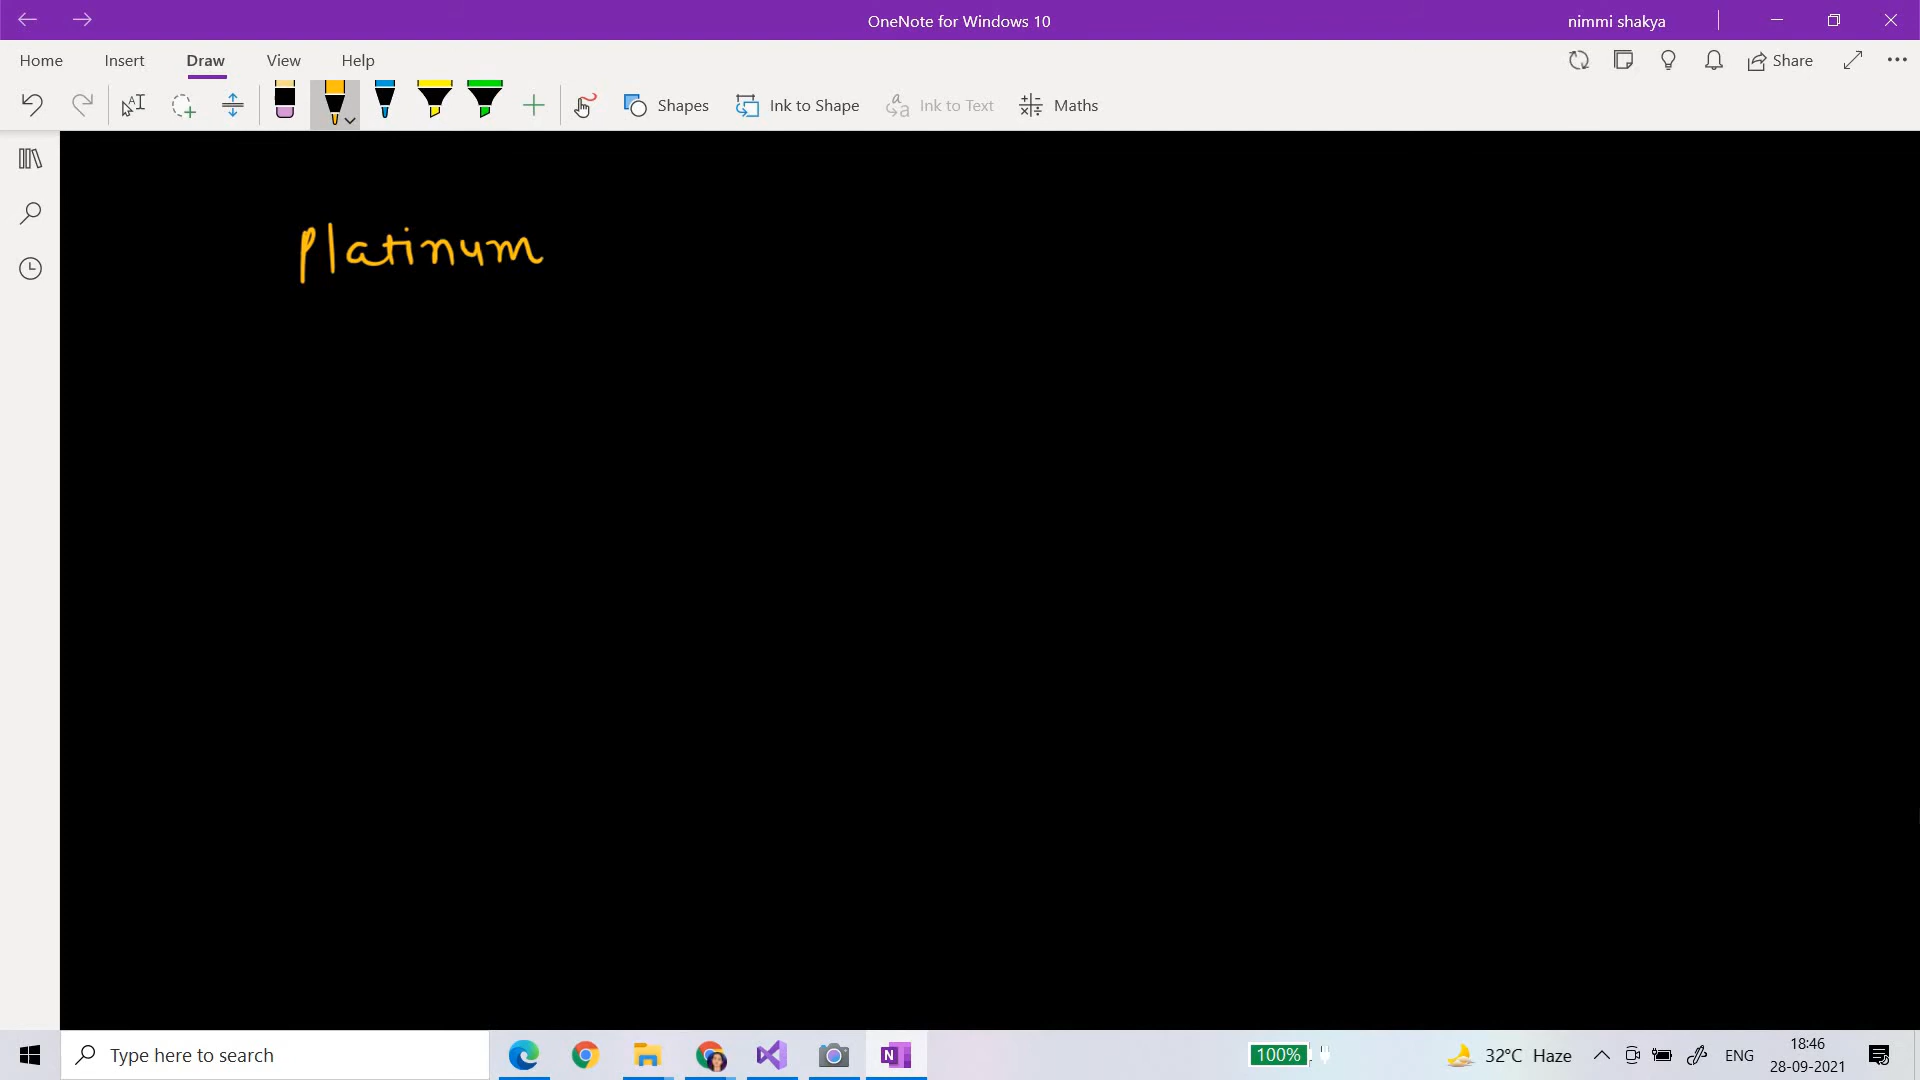 OneNote for Windows 10
nimmi shakya
Home Insert Draw View Help
Share
Shapes Ink to Shape Ink to Text Maths
Platinum
Type here to search
100%
32°C Haze
ENG
18:46
28-09-2021